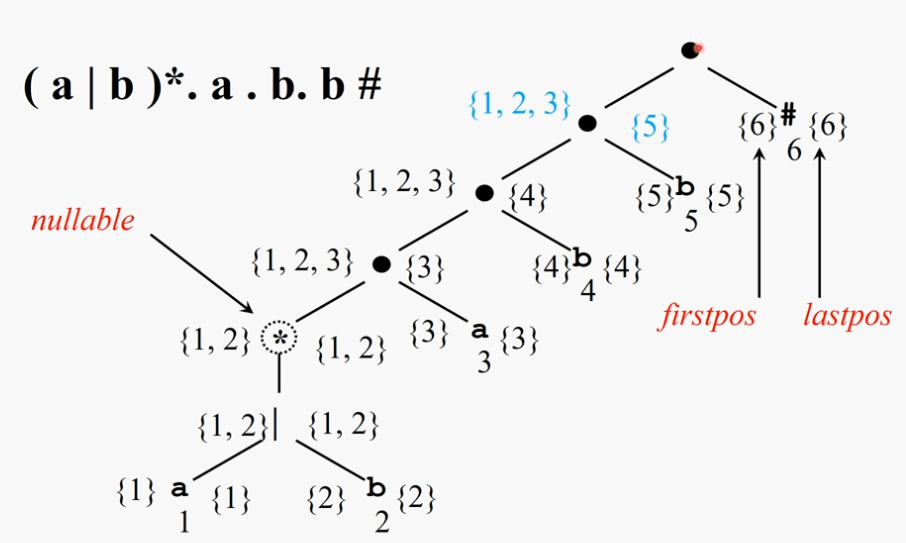 ( a | b )*. a . b. b #
{1, 2, 3} {5}
{6} # {6}
6
{1, 2, 3} {4}
{5} b {5}
5
nullable
{1, 2, 3} {3}
{4} b {4}
4
firstpos lastpos
{1, 2} * {1, 2}
{3} a {3}
3
{1, 2} | {1, 2}
{1} a {1}
1
{2} b {2}
2